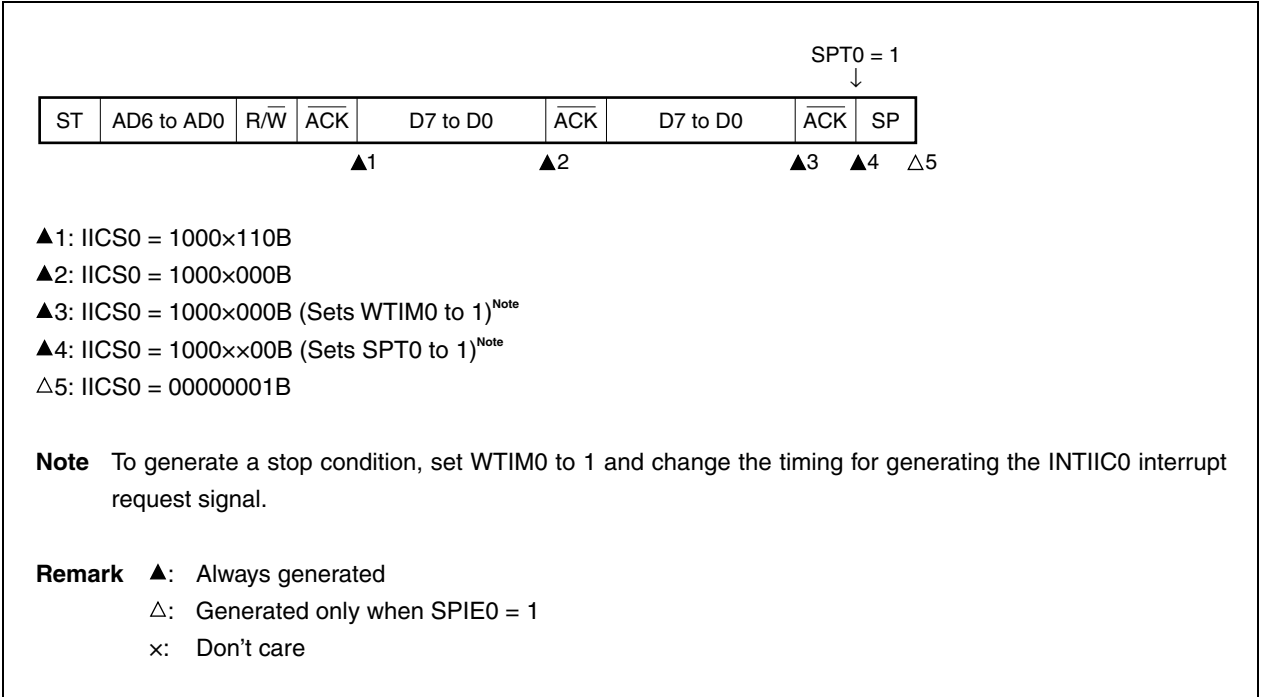 SPT0 = 1
↓
ST AD6 to AD0 R/W̅ A̅C̅K̅ D7 to D0 A̅C̅K̅ D7 to D0 A̅C̅K̅ SP
▲1 ▲2 ▲3 ▲4 △5
▲1: IICS0 = 1000×110B
▲2: IICS0 = 1000×000B
▲3: IICS0 = 1000×000B (Sets WTIM0 to 1)Note
▲4: IICS0 = 1000××00B (Sets SPT0 to 1)Note
△5: IICS0 = 00000001B
Note To generate a stop condition, set WTIM0 to 1 and change the timing for generating the INTIIC0 interrupt
request signal.
Remark ▲: Always generated
△: Generated only when SPIE0 = 1
×: Don't care